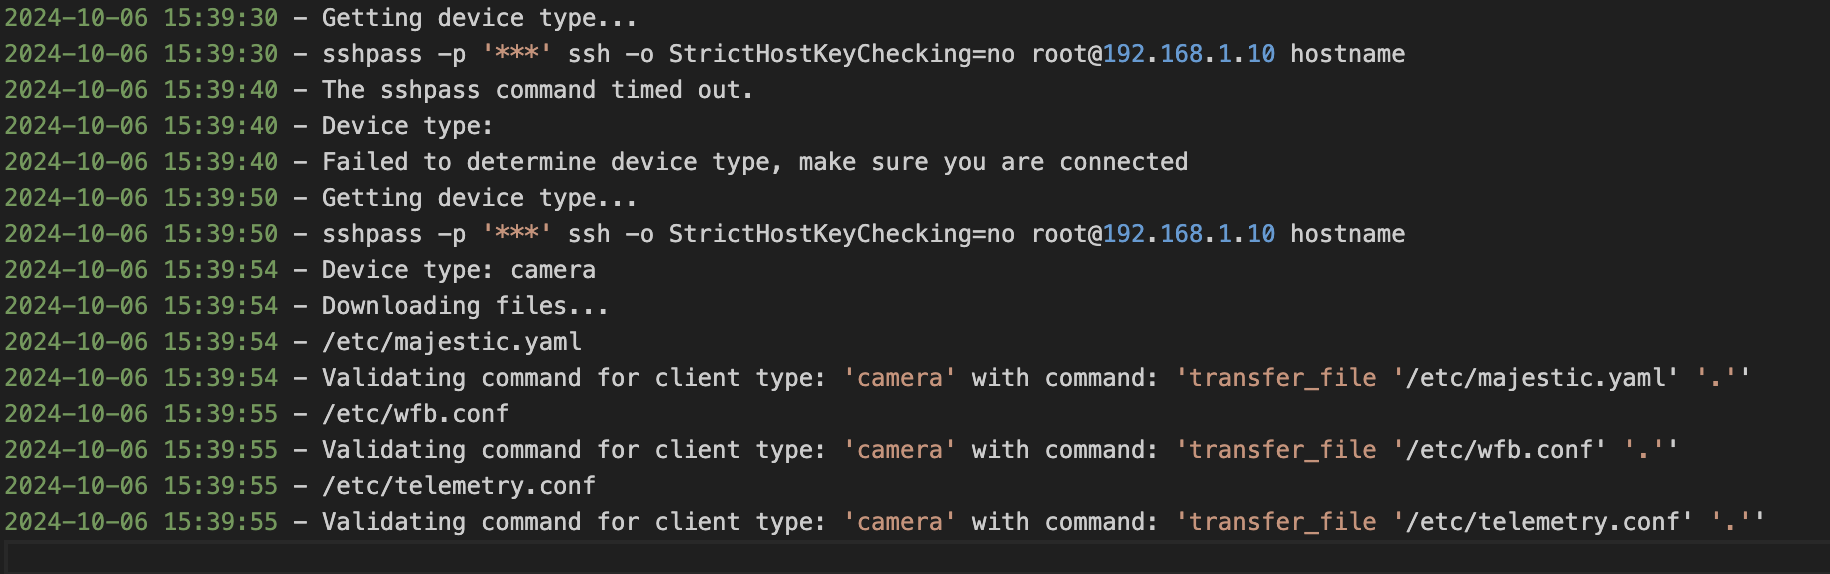 2024-10-06 15:39:30 - Getting device type...
2024-10-06 15:39:30 - sshpass -p '***' ssh -o StrictHostKeyChecking=no root@192.168.1.10 hostname
2024-10-06 15:39:40 - The sshpass command timed out.
2024-10-06 15:39:40 - Device type:
2024-10-06 15:39:40 - Failed to determine device type, make sure you are connected
2024-10-06 15:39:50 - Getting device type...
2024-10-06 15:39:50 - sshpass -p '***' ssh -o StrictHostKeyChecking=no root@192.168.1.10 hostname
2024-10-06 15:39:54 - Device type: camera
2024-10-06 15:39:54 - Downloading files...
2024-10-06 15:39:54 - /etc/majestic.yaml
2024-10-06 15:39:54 - Validating command for client type: 'camera' with command: 'transfer_file '/etc/majestic.yaml' '.''
2024-10-06 15:39:55 - /etc/wfb.conf
2024-10-06 15:39:55 - Validating command for client type: 'camera' with command: 'transfer_file '/etc/wfb.conf' '.''
2024-10-06 15:39:55 - /etc/telemetry.conf
2024-10-06 15:39:55 - Validating command for client type: 'camera' with command: 'transfer_file '/etc/telemetry.conf' '.''